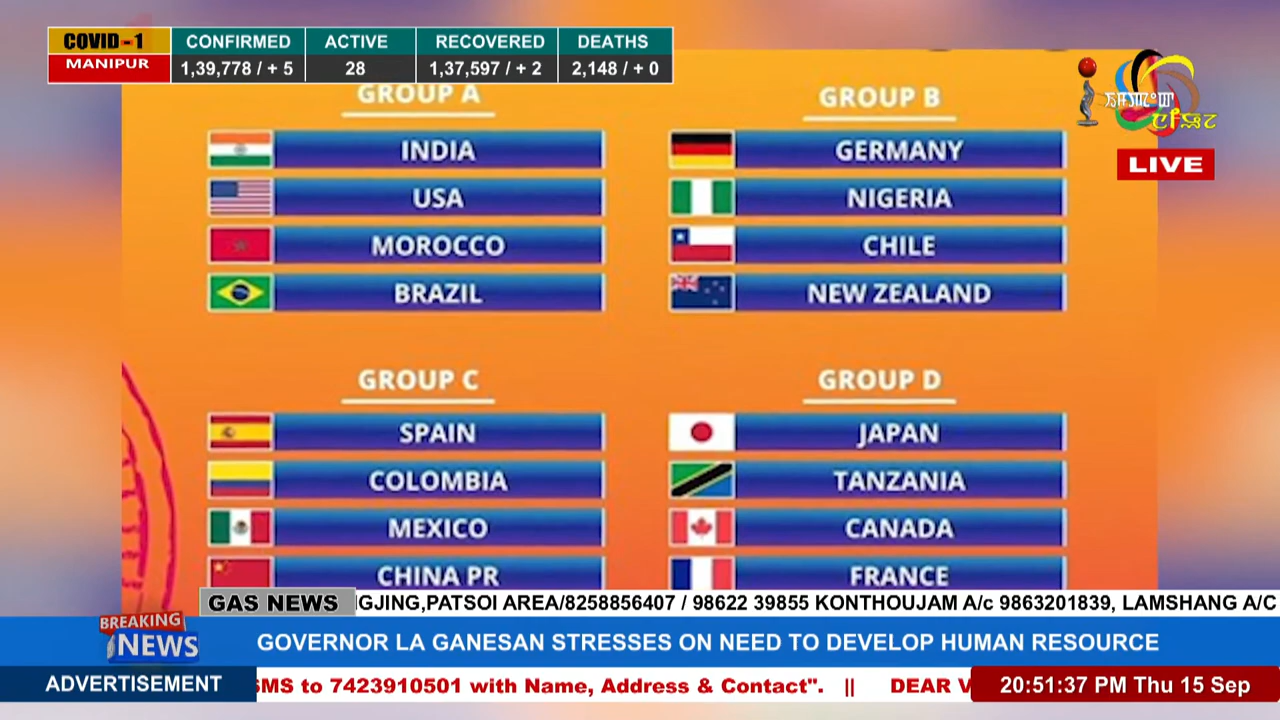 COVID-1
MANIPUR
CONFIRMED ACTIVE RECOVERED DEATHS
1,39,778 / + 5 28 1,37,597 / + 2 2,148 / + 0
LIVE
GROUP A
INDIA
USA
MOROCCO
BRAZIL
GROUP B
GERMANY
NIGERIA
CHILE
NEW ZEALAND
GROUP C
SPAIN
COLOMBIA
MEXICO
CHINA PR
GROUP D
JAPAN
TANZANIA
CANADA
FRANCE
GAS NEWS GJING,PATSOI AREA/8258856407 / 98622 39855 KONTHOUJAM A/c 9863201839, LAMSHANG A/C
BREAKING
NEWS
GOVERNOR LA GANESAN STRESSES ON NEED TO DEVELOP HUMAN RESOURCE
ADVERTISEMENT SMS to 7423910501 with Name, Address & Contact". || DEAR V 20:51:37 PM Thu 15 Sep